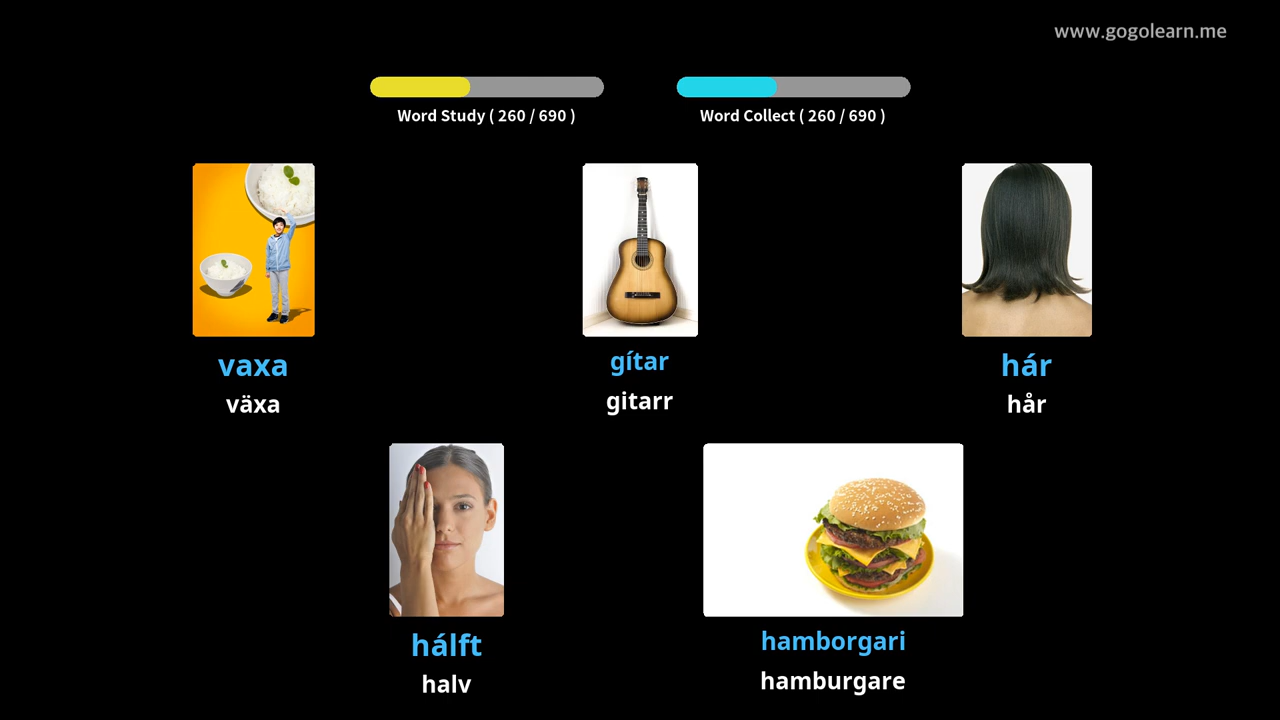 www.gogolearn.me
Word Study ( 260 / 690 )
Word Collect ( 260 / 690 )
vaxa
växa
gítar
gitarr
hár
hår
hálft
halv
hamborgari
hamburgare